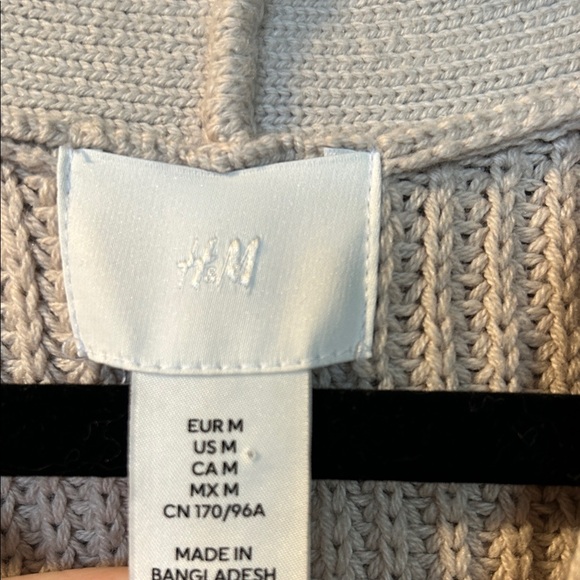 H&M
EUR M
US M
CA M
MX M
CN 170/96A
MADE IN
BANGLADESH